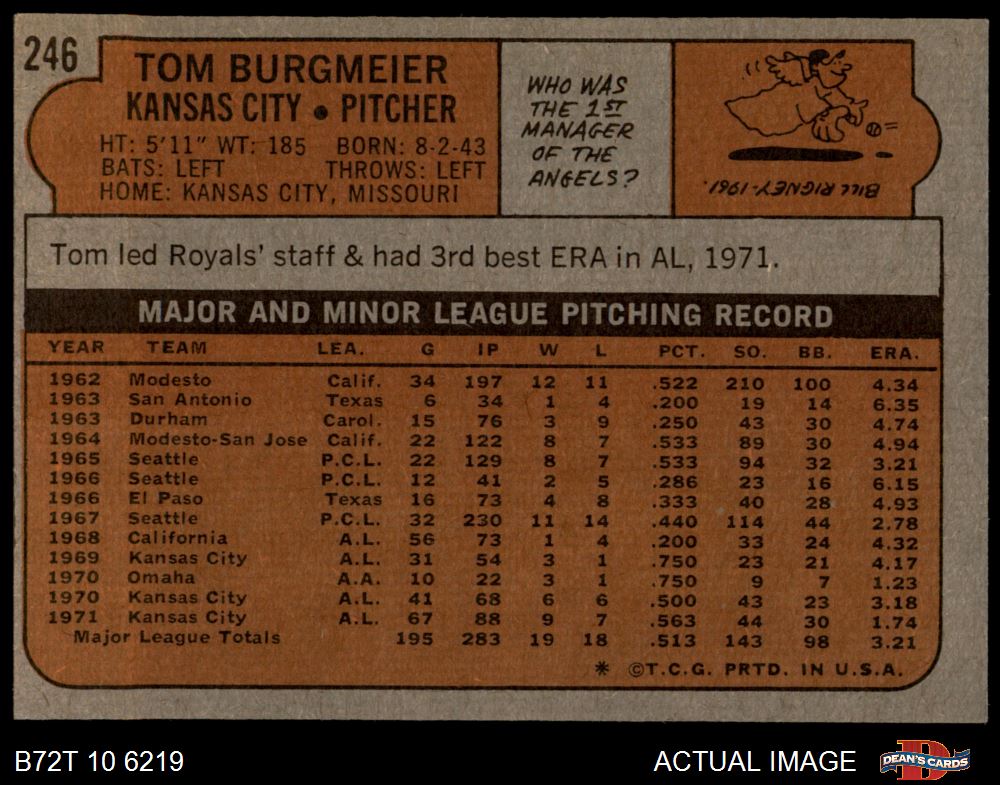 246
TOM BURGMEIER
KANSAS CITY • PITCHER
HT: 5'11" WT: 185 BORN: 8-2-43
BATS: LEFT THROWS: LEFT
HOME: KANSAS CITY, MISSOURI
WHO WAS
THE 1ST
MANAGER
OF THE
ANGELS?
BILL RIGNEY-1961.
Tom led Royals' staff & had 3rd best ERA in AL, 1971.
MAJOR AND MINOR LEAGUE PITCHING RECORD
YEAR TEAM LEA. G IP W L PCT. SO. BB. ERA.
1962 Modesto Calif. 34 197 12 11 .522 210 100 4.34
1963 San Antonio Texas 6 34 1 4 .200 19 14 6.35
1963 Durham Carol. 15 76 3 9 .250 43 30 4.74
1964 Modesto-San Jose Calif. 22 122 8 7 .533 89 30 4.94
1965 Seattle P.C.L. 22 129 8 7 .533 94 32 3.21
1966 Seattle P.C.L. 12 41 2 5 .286 23 16 6.15
1966 El Paso Texas 16 73 4 8 .333 40 28 4.93
1967 Seattle P.C.L. 32 230 11 14 .440 114 44 2.78
1968 California A.L. 56 73 1 4 .200 33 24 4.32
1969 Kansas City A.L. 31 54 3 1 .750 23 21 4.17
1970 Omaha A.A. 10 22 3 1 .750 9 7 1.23
1970 Kansas City A.L. 41 68 6 6 .500 43 23 3.18
1971 Kansas City A.L. 67 88 9 7 .563 44 30 1.74
Major League Totals 195 283 19 18 .513 143 98 3.21
* ©T.C.G. PRTD. IN U.S.A.
B72T 10 6219
ACTUAL IMAGE
D
DEAN'S CARDS